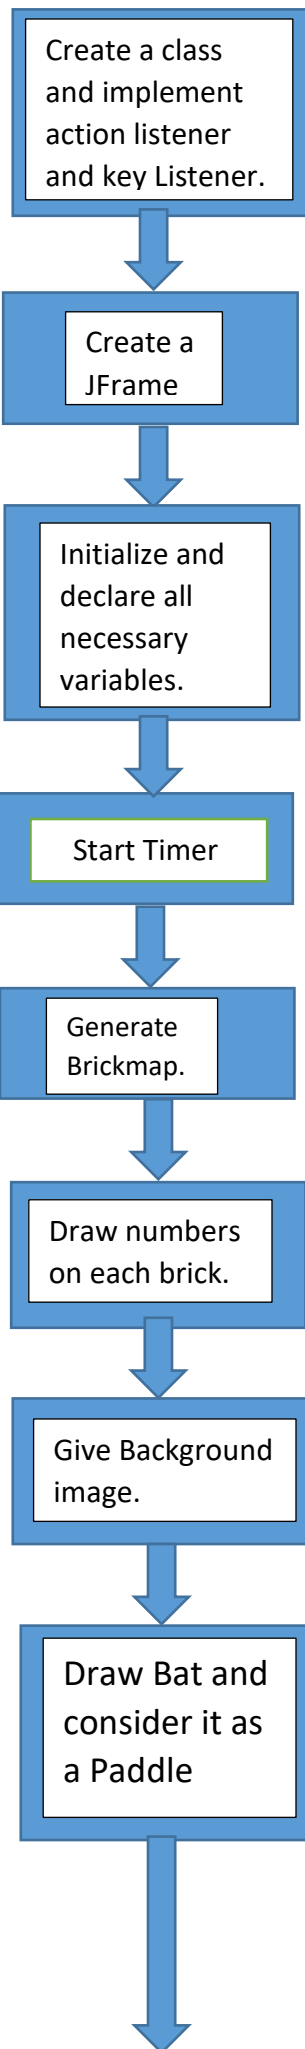 Create a class
and implement
action listener
and key Listener.
Create a
JFrame
Initialize and
declare all
necessary
variables.
Start Timer
Generate
Brickmap.
Draw numbers
on each brick.
Give Background
image.
Draw Bat and
consider it as
a Paddle